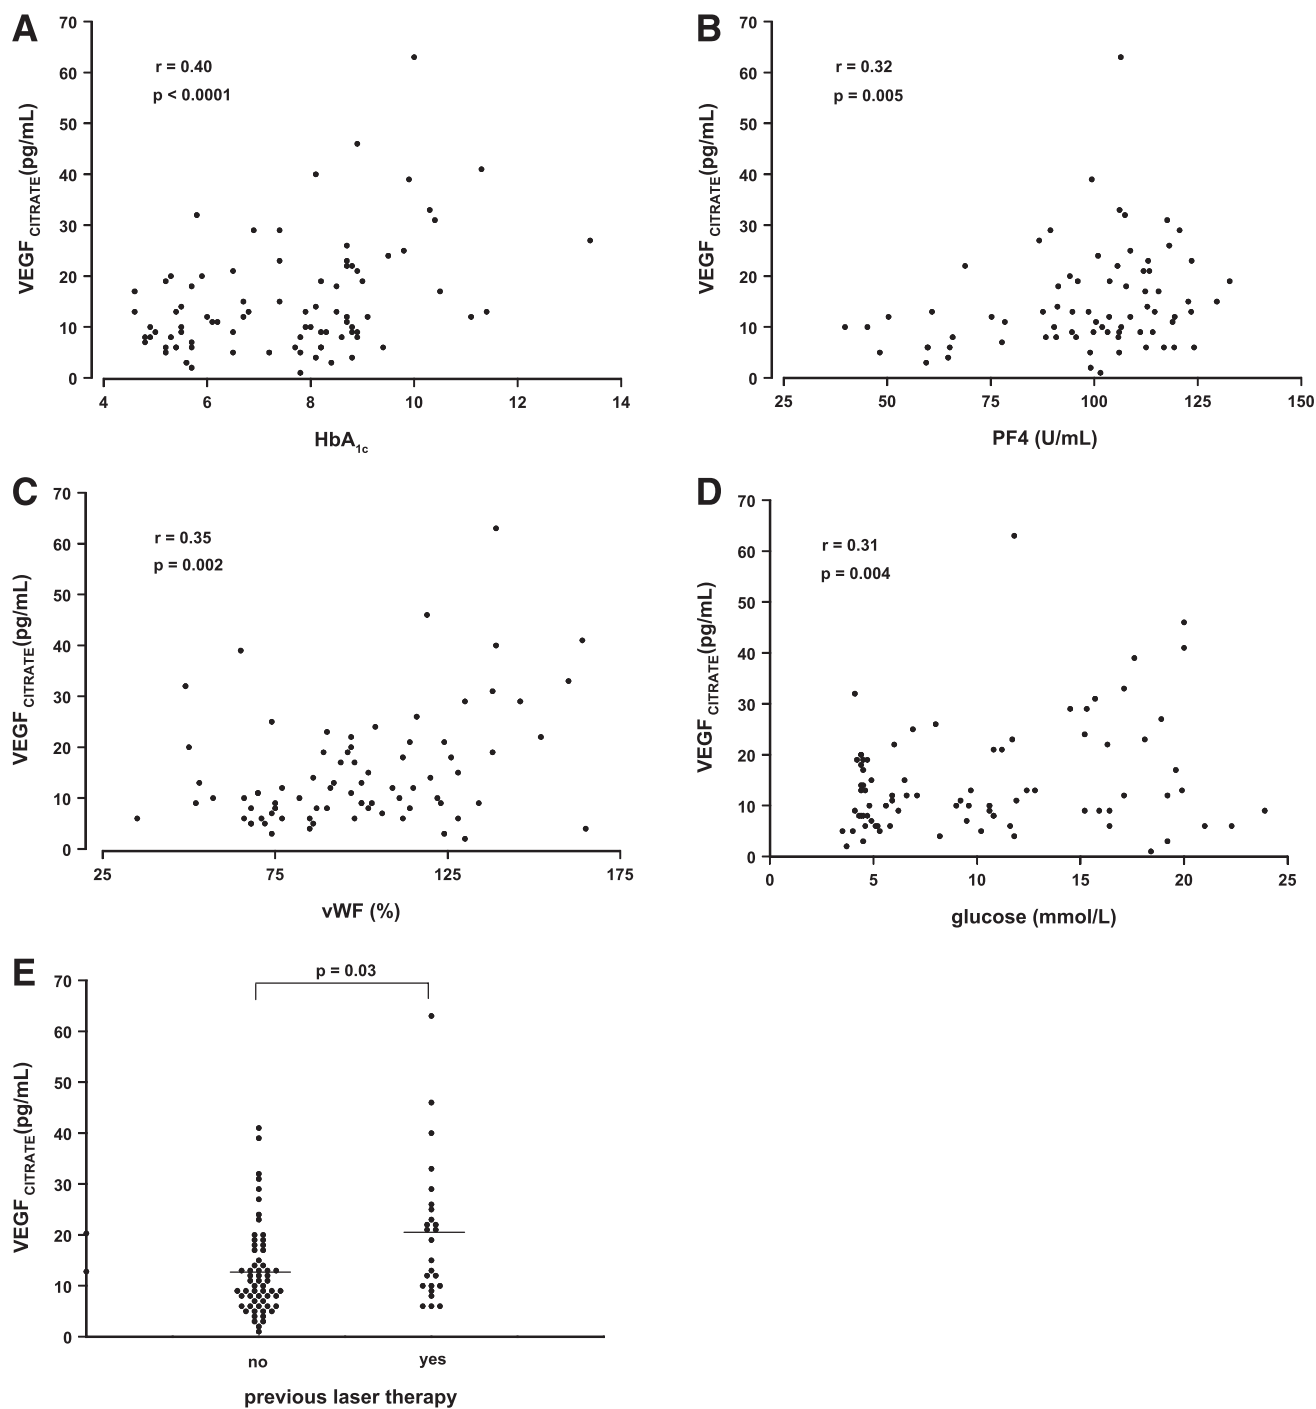 A
70
60
50
40
30
20
10
0
VEGF CITRATE(pg/mL)
r = 0.40
p < 0.0001
4 6 8 10 12 14
HbA1c
B
70
60
50
40
30
20
10
0
VEGF CITRATE(pg/mL)
r = 0.32
p = 0.005
25 50 75 100 125 150
PF4 (U/mL)
C
70
60
50
40
30
20
10
0
VEGF CITRATE(pg/mL)
r = 0.35
p = 0.002
25 75 125 175
vWF (%)
D
70
60
50
40
30
20
10
0
VEGF CITRATE(pg/mL)
r = 0.31
p = 0.004
0 5 10 15 20 25
glucose (mmol/L)
E
70
60
50
40
30
20
10
0
VEGF CITRATE(pg/mL)
p = 0.03
no yes
previous laser therapy